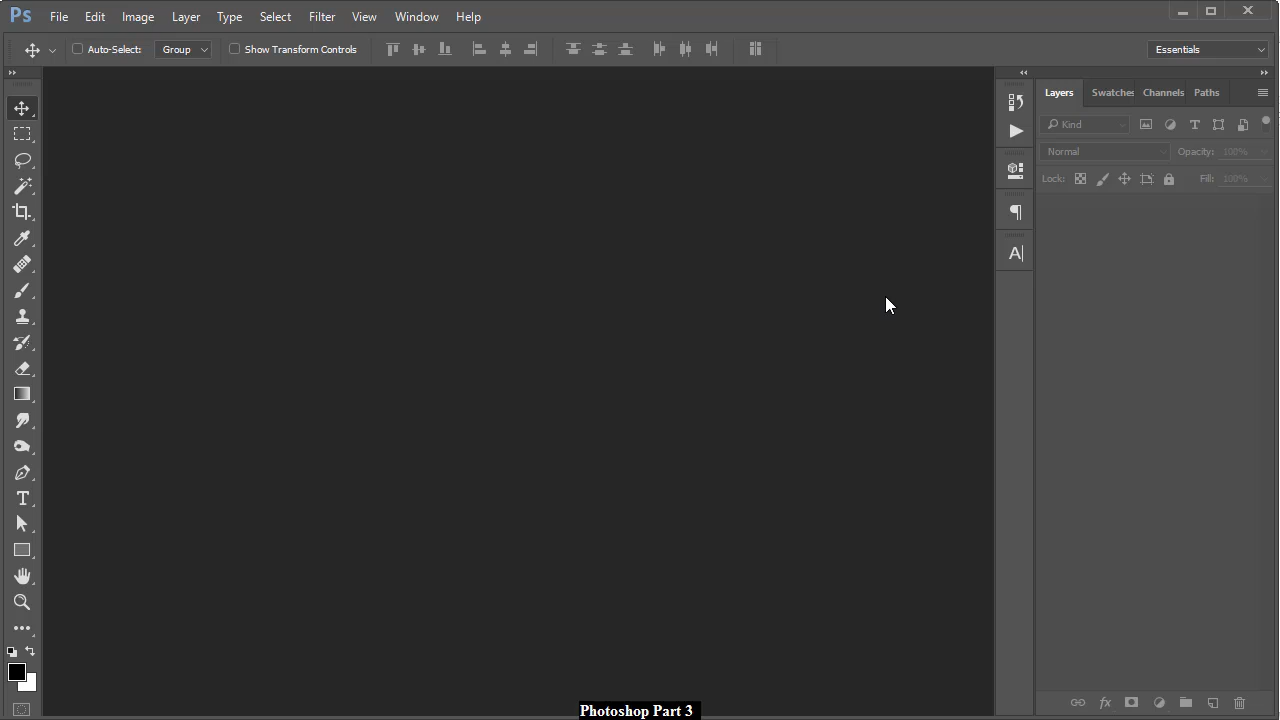 Ps File Edit Image Layer Type Select Filter View Window Help
Auto-Select: Group Show Transform Controls Essentials
Layers Swatches Channels Paths
Kind
Normal Opacity: 100%
Lock: Fill: 100%
Photoshop Part 3